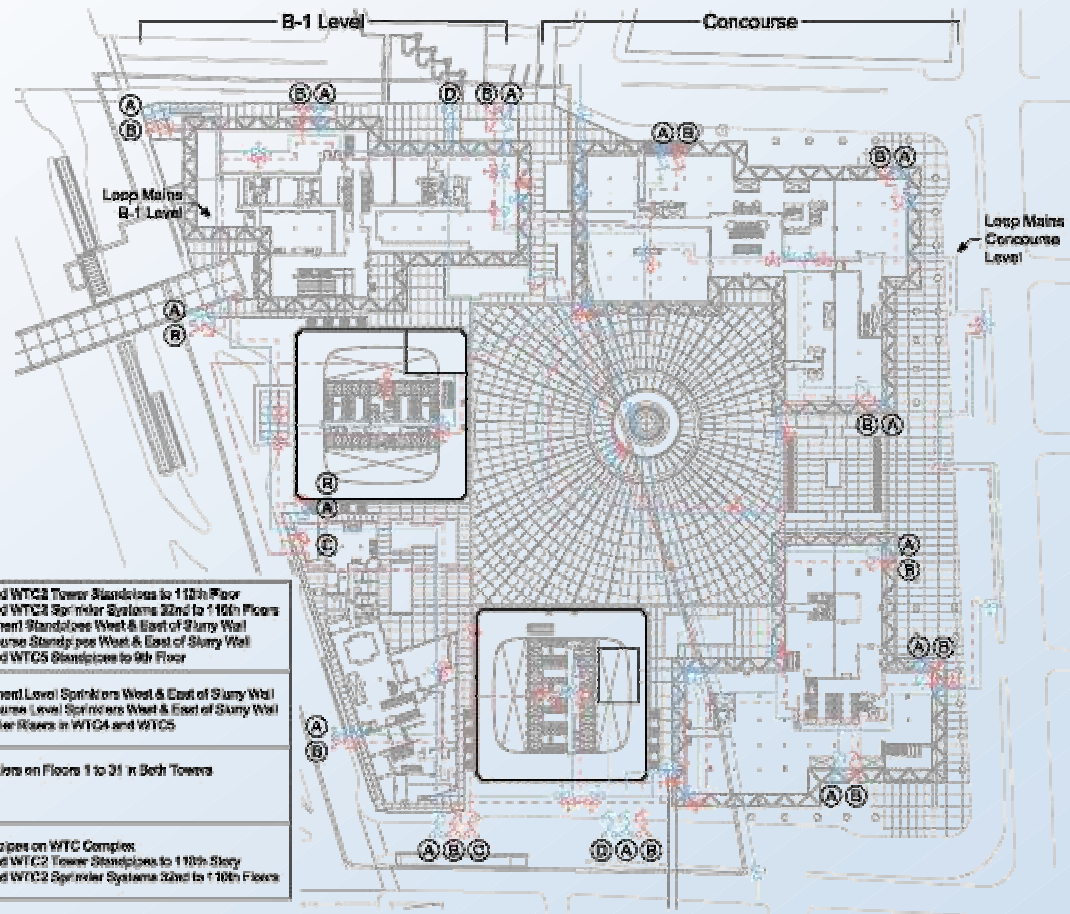 B-1 Level
Concourse
A
B
B A
D
B A
A B
B A
Loop Mains
B-1 Level
Loop Mains
Concourse
Level
A
B
B A
B
A
C
A
B
A B
A
B
A B
A B C
D A B
d WTC2 Tower Standpipes to 110th Floor
d WTC2 Sprinkler Systems 32nd to 110th Floors
ment Standpipes West & East of Slurry Wall
ourse Standpipes West & East of Slurry Wall
d WTC5 Standpipes to 9th Floor
ment Level Sprinklers West & East of Slurry Wall
ourse Level Sprinklers West & East of Slurry Wall
ler Risers in WTC4 and WTC5
lers on Floors 1 to 31 in Both Towers
pipes on WTC Complex
d WTC2 Tower Standpipes to 110th Story
d WTC2 Sprinkler Systems 32nd to 110th Floors